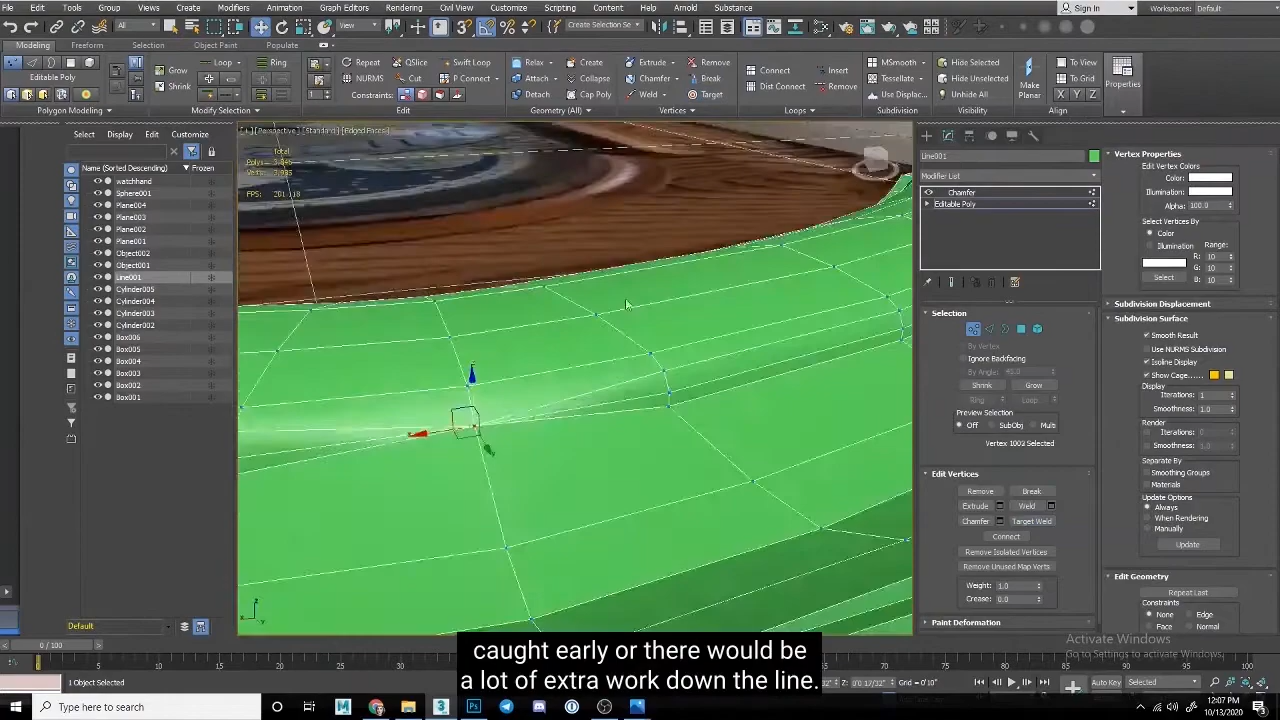 File Edit Tools Group Views Create Modifiers Animation Graph Editors Rendering Civil View Customize Scripting Content Help Arnold Substance Sign In Workspaces: Default
All View Create Selection Se
Modeling Freeform Selection Object Paint Populate
Grow Loop Ring Repeat QSlice Swift Loop Relax Create Extrude Remove Connect Insert MSmooth Hide Selected To View
Editable Poly Shrink NURMS Cut P Connect Attach Collapse Chamfer Break Dist Connect Remove Tessellate Hide Unselected Make Planar To Grid Properties
Constraints: Detach Cap Poly Weld Target Use Displac... Unhide All X Y Z
Polygon Modeling Modify Selection Edit Geometry (All) Vertices Loops Subdivision Visibility Align
Select Display Edit Customize
Name (Sorted Descending) Frozen
watchhand
Sphere001
Plane004
Plane003
Plane002
Plane001
Object002
Object001
Line001
Cylinder005
Cylinder004
Cylinder003
Cylinder002
Box006
Box005
Box004
Box003
Box002
Box001
Default
[+] [Perspective] [Standard] [Edged Faces]
Total
Polys:
Verts:
FPS:
Line001
Modifier List
Chamfer
Editable Poly
Selection
By Vertex
Ignore Backfacing
By Angle:
Shrink Grow
Ring Loop
Preview Selection
Off SubObj Multi
Vertex 1003 Selected
Edit Vertices
Remove Break
Extrude Weld
Chamfer Target Weld
Connect
Remove Isolated Vertices
Remove Unused Map Verts
Weight: 1.0
Crease: 0.0
Paint Deformation
Vertex Properties
Edit Vertex Colors
Color:
Illumination:
Alpha: 100.0
Select Vertices By
Color
Illumination Range:
R: 10
G: 10
Select B: 10
Subdivision Displacement
Subdivision Surface
Smooth Result
Use NURMS Subdivision
Isoline Display
Show Cage......
Display
Iterations: 1
Smoothness: 1.0
Render
Iterations: 0
Smoothness: 1.0
Separate By
Smoothing Groups
Materials
Update Options
Always
When Rendering
Manually
Update
Edit Geometry
Repeat Last
Constraints
None Edge
Face Normal
Activate Windows
Go to Settings to activate Windows.
caught early or there would be
a lot of extra work down the line.
0 / 100
1 Object Selected Grid = 0'10" Auto Key Selected
Type here to search
12:07 PM
10/13/2020